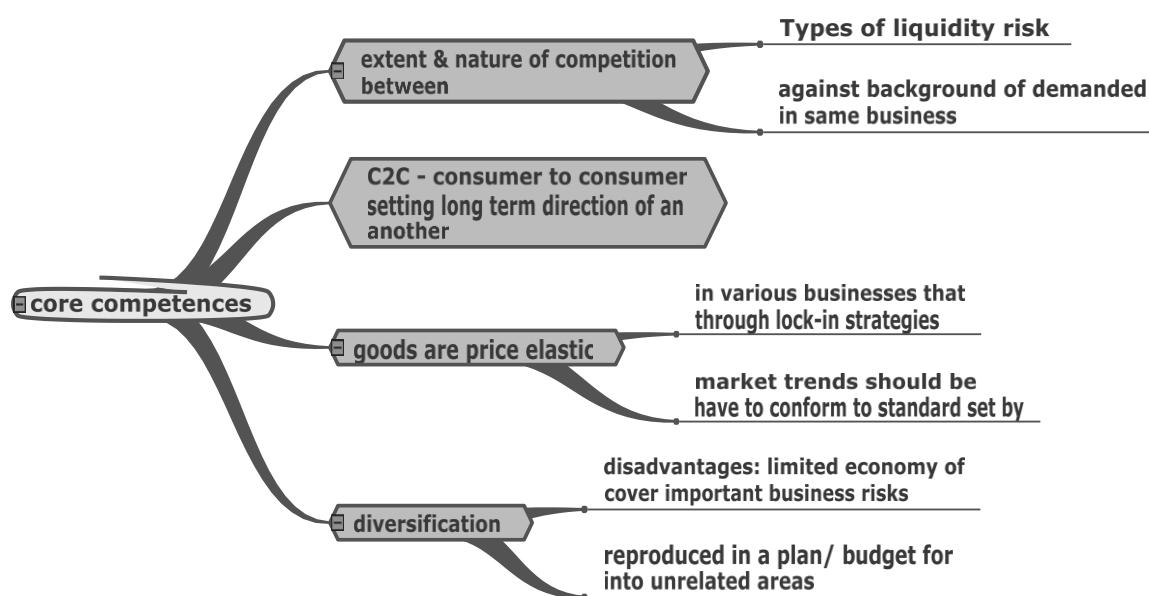 Types of liquidity risk
extent & nature of competition
between
against background of demanded
in same business
C2C - consumer to consumer
setting long term direction of an
another
core competences
in various businesses that
through lock-in strategies
goods are price elastic
market trends should be
have to conform to standard set by
disadvantages: limited economy of
cover important business risks
diversification
reproduced in a plan/ budget for
into unrelated areas